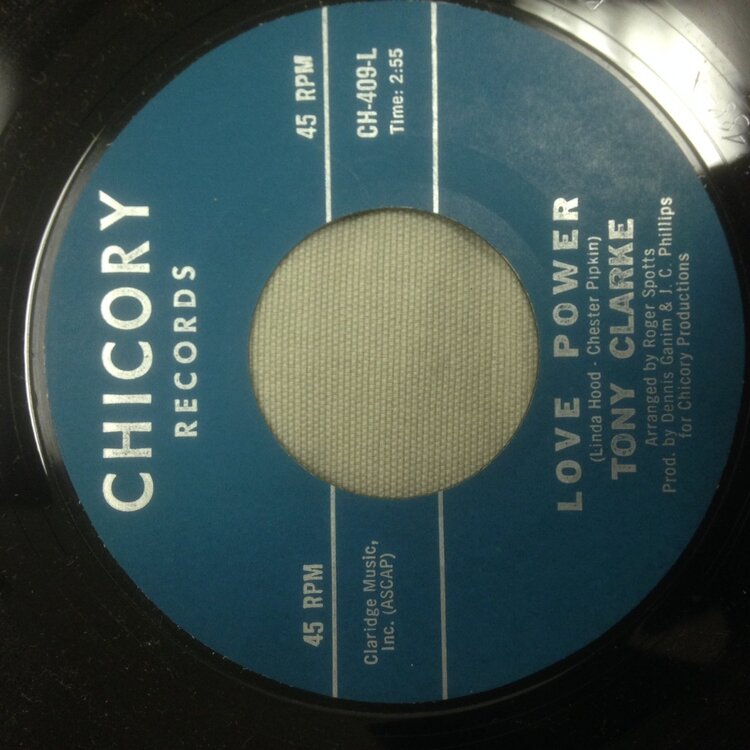 CHICORY
RECORDS
45 RPM
45 RPM
Claridge Music,
Inc. (ASCAP)
CH-409-L
Time: 2:55
LOVE POWER
(Linda Hood - Chester Pipkin)
TONY CLARKE
Arranged by Roger Spotts
Prod. by Dennis Ganim & J. C. Phillips
for Chicory Productions